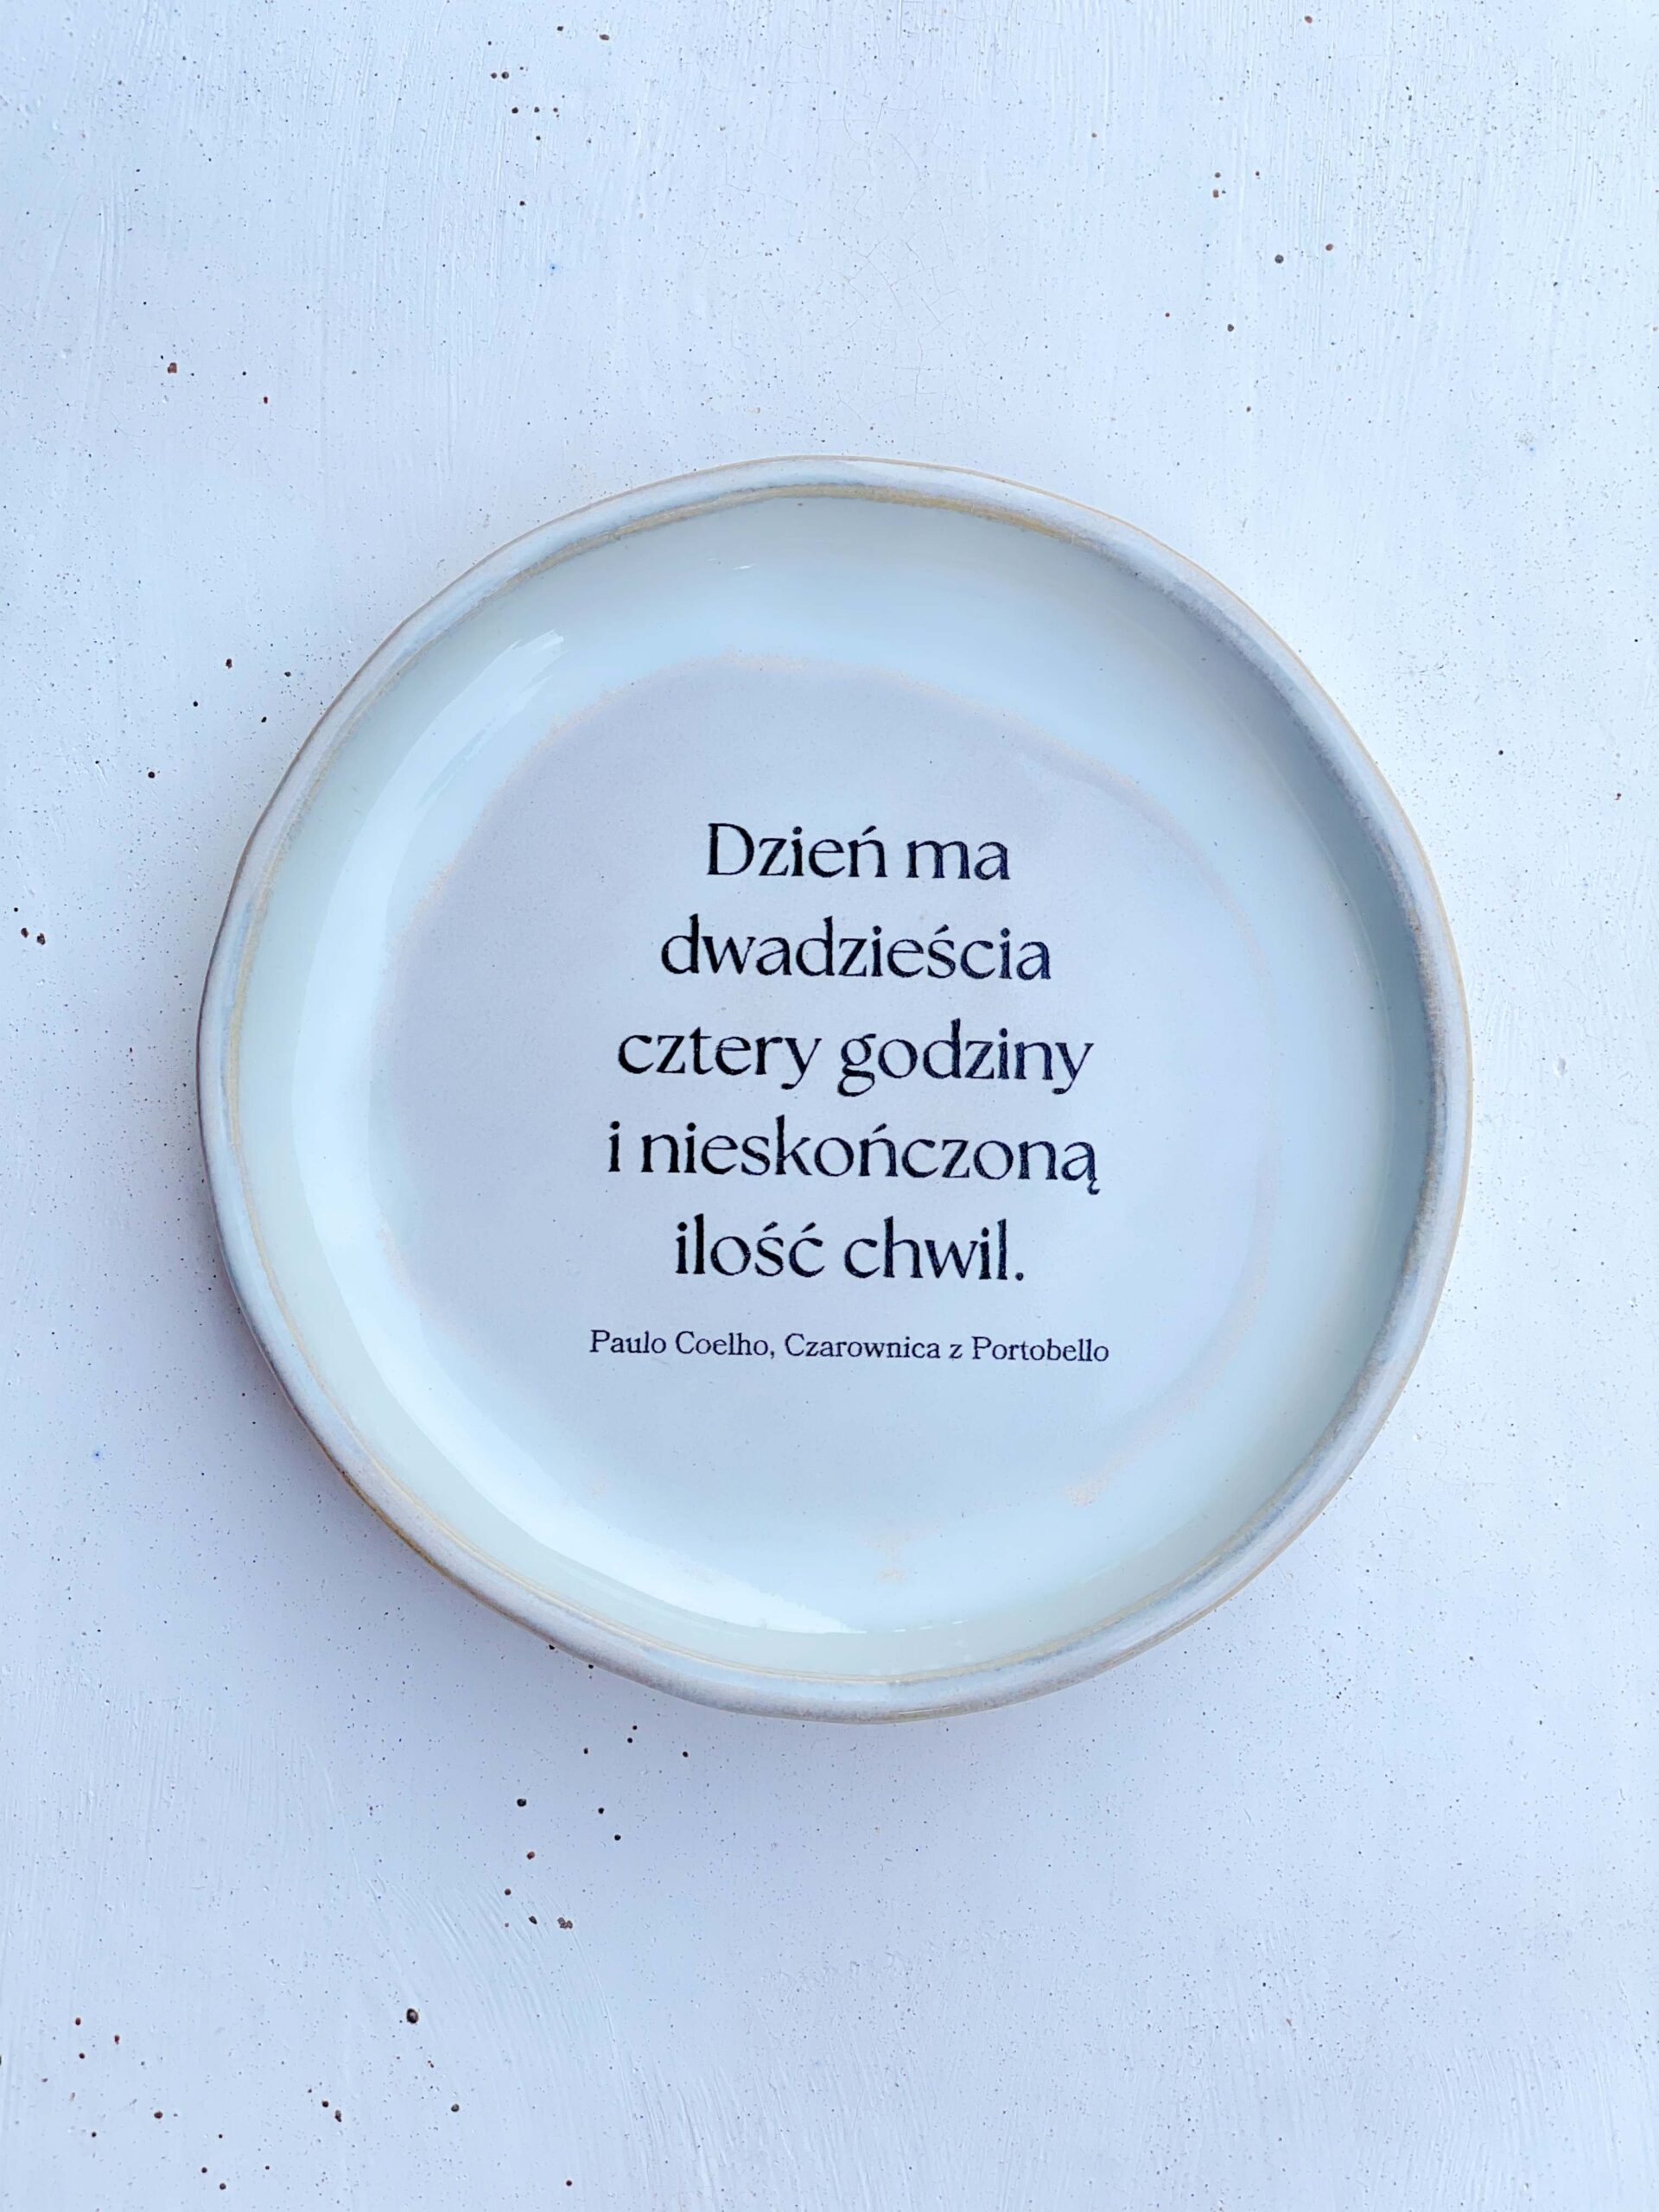 Dzień ma
dwadzieścia
cztery godziny
i nieskończoną
ilość chwil.
Paulo Coelho, Czarownica z Portobello